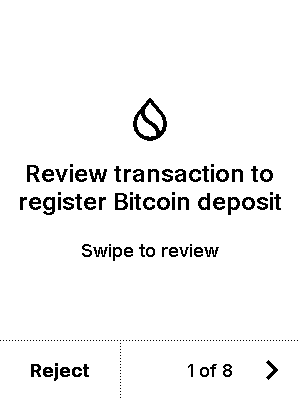 Review transaction to
register Bitcoin deposit
Swipe to review
Reject
1 of 8